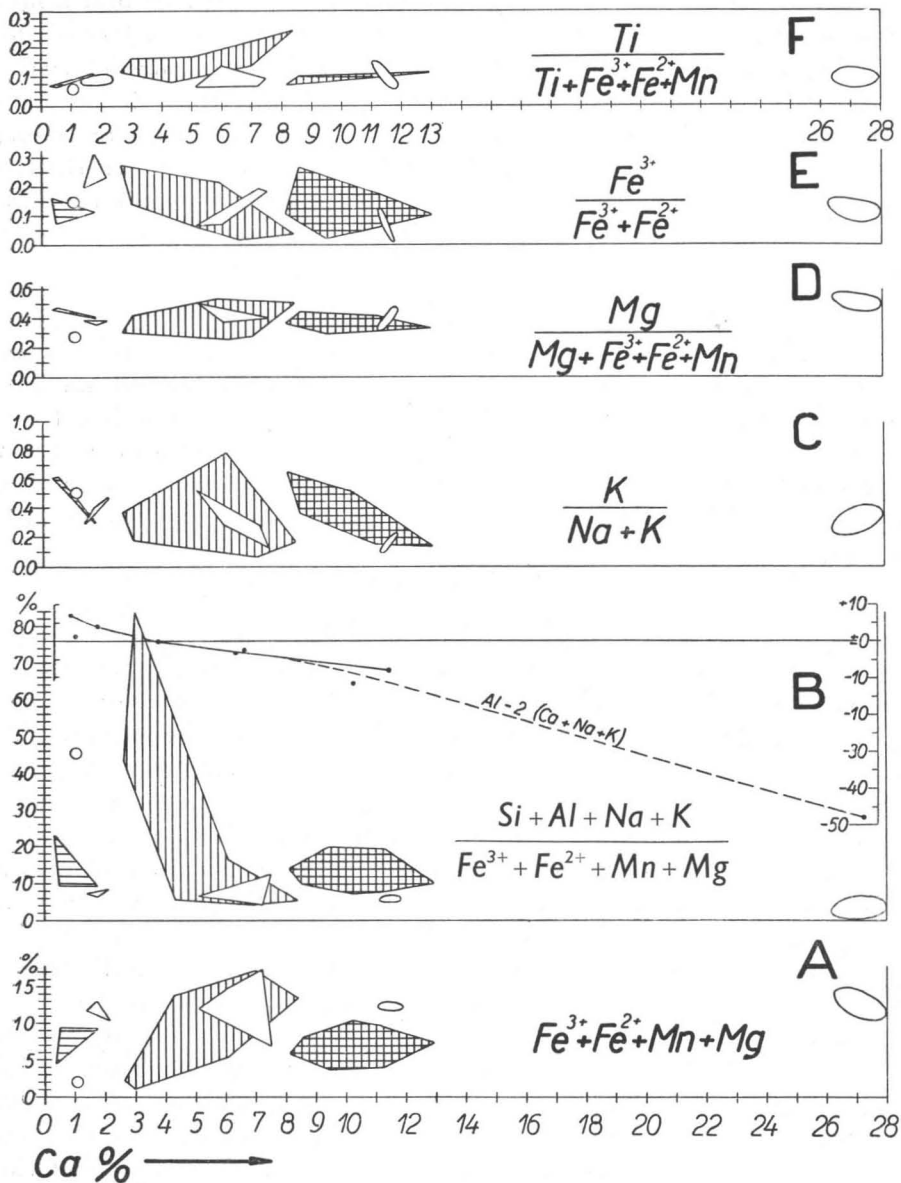 0.3
0.2
0.1
0.0
Ti
Ti+Fe³⁺+Fe²⁺+Mn
F
0 1 2 3 4 5 6 7 8 9 10 11 12 13 26 28
0.3
0.2
0.1
0.0
Fe³⁺
Fe³⁺+Fe²⁺
E
0.6
0.4
0.2
0.0
Mg
Mg+Fe³⁺+Fe²⁺+Mn
D
1.0
0.8
0.6
0.4
0.2
0.0
K
Na+K
C
%
80
70
60
50
40
30
20
10
0
Al-2 (Ca+Na+K)
Si+Al+Na+K
Fe³⁺+Fe²⁺+Mn+Mg
B
+10
±0
-10
-10
-30
-40
-50
%
15
10
5
0
Fe³⁺+Fe²⁺+Mn+Mg
A
0 1 2 3 4 5 6 7 8 9 10 12 14 16 18 20 22 24 26 28
Ca %